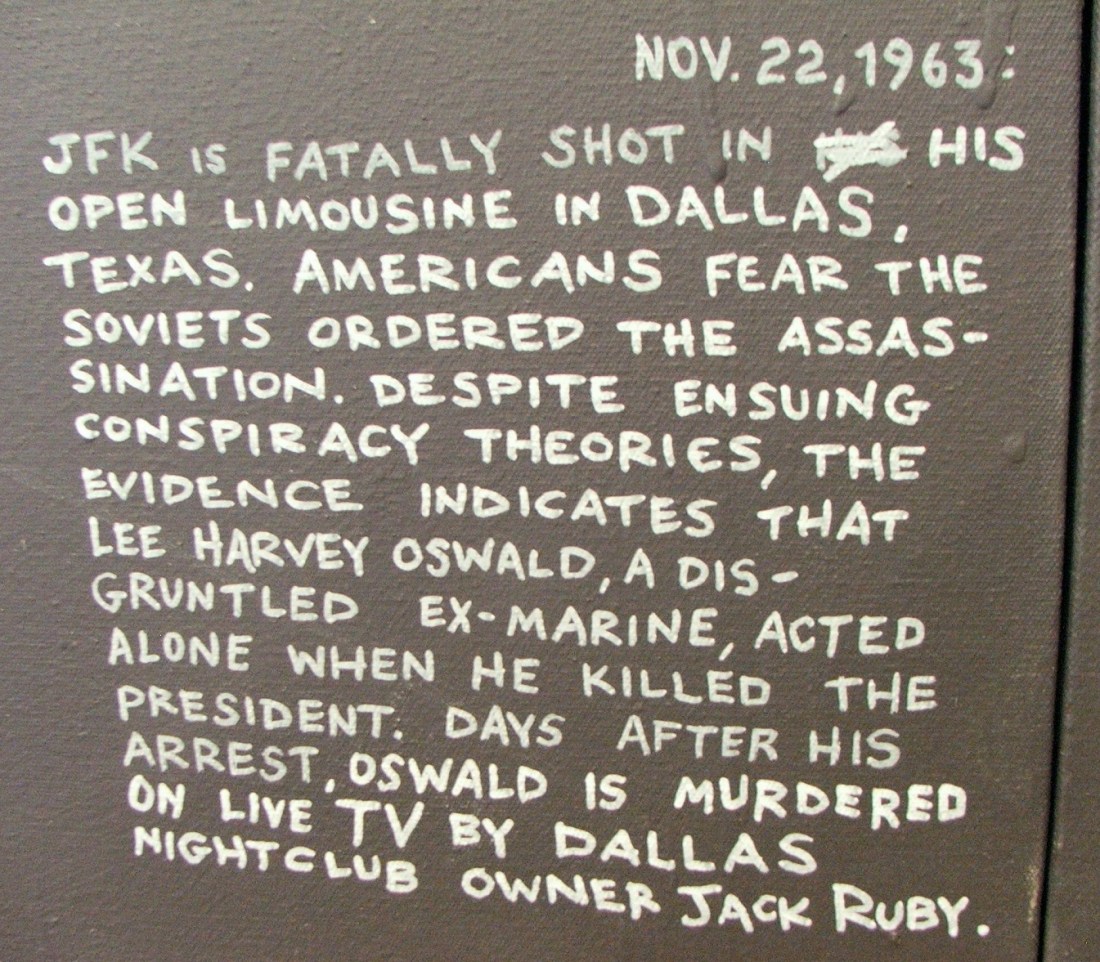 NOV. 22, 1963:
JFK IS FATALLY SHOT IN HIS
OPEN LIMOUSINE IN DALLAS,
TEXAS. AMERICANS FEAR THE
SOVIETS ORDERED THE ASSAS-
SINATION. DESPITE ENSUING
CONSPIRACY THEORIES, THE
EVIDENCE INDICATES THAT
LEE HARVEY OSWALD, A DIS-
GRUNTLED EX-MARINE, ACTED
ALONE WHEN HE KILLED THE
PRESIDENT. DAYS AFTER HIS
ARREST, OSWALD IS MURDERED
ON LIVE TV BY DALLAS
NIGHTCLUB OWNER JACK RUBY.